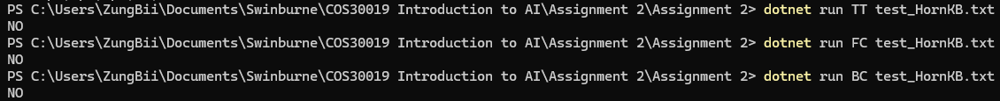 PS C:\Users\ZungBii\Documents\Swinburne\COS30019 Introduction to AI\Assignment 2\Assignment 2> dotnet run TT test_HornKB.txt
NO
PS C:\Users\ZungBii\Documents\Swinburne\COS30019 Introduction to AI\Assignment 2\Assignment 2> dotnet run FC test_HornKB.txt
NO
PS C:\Users\ZungBii\Documents\Swinburne\COS30019 Introduction to AI\Assignment 2\Assignment 2> dotnet run BC test_HornKB.txt
NO